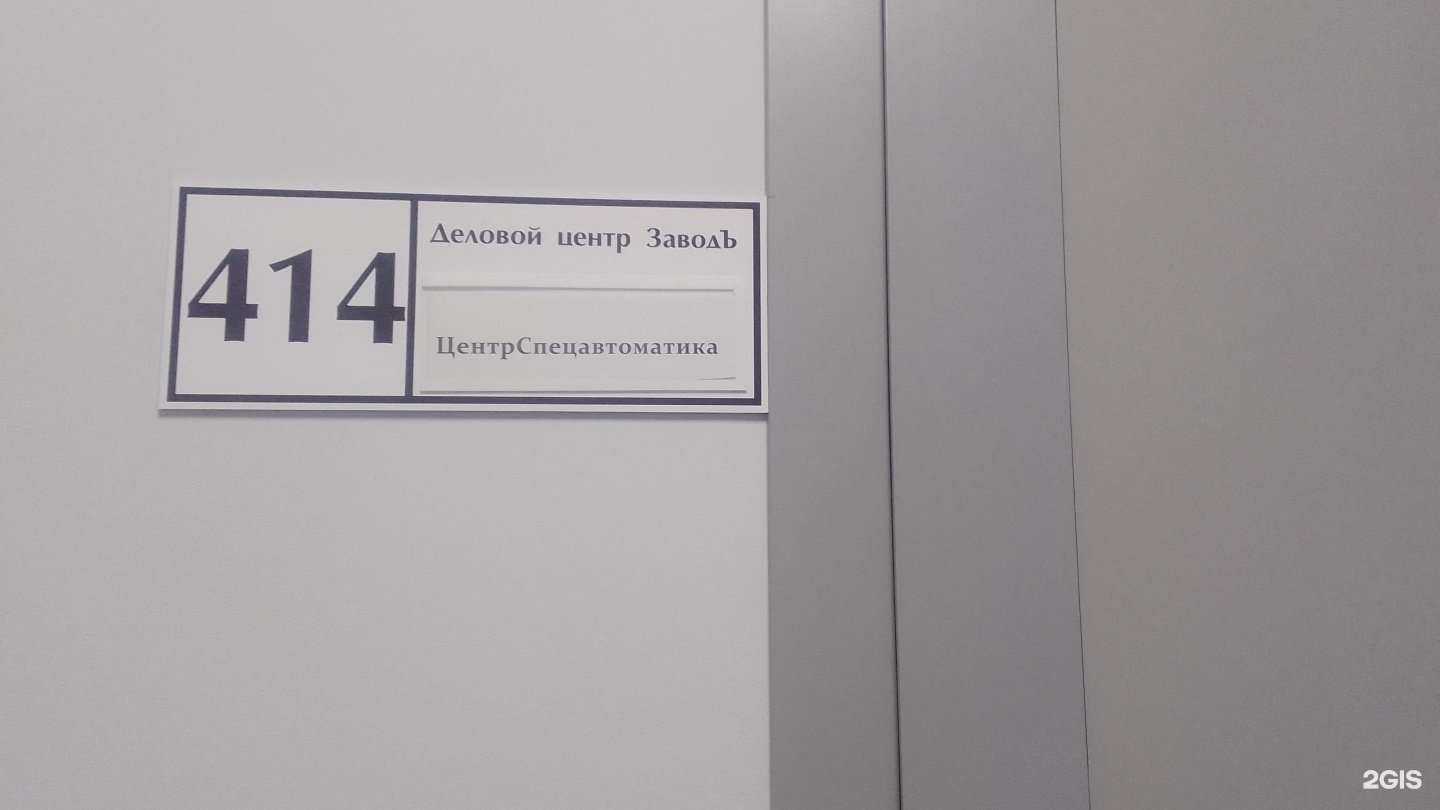 414
Деловой центр ЗаводЪ
ЦентрСпецавтоматика
2GIS